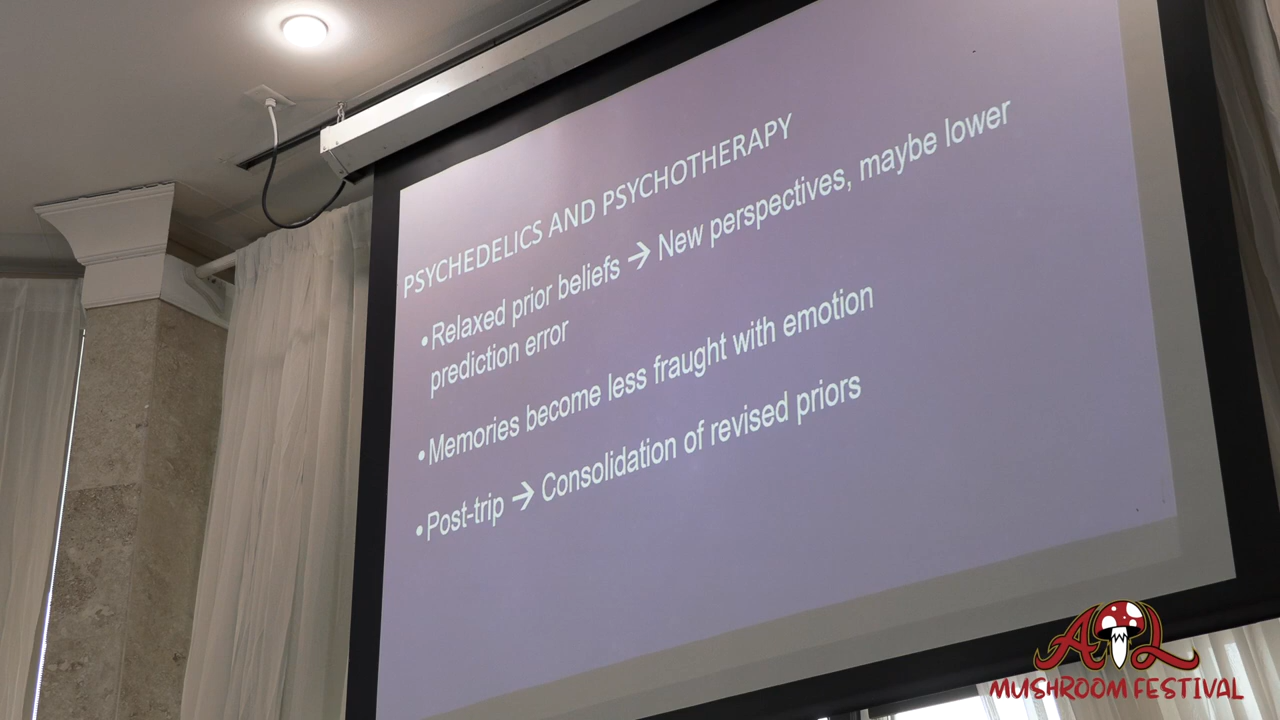 PSYCHEDELICS AND PSYCHOTHERAPY
•Relaxed prior beliefs → New perspectives, maybe lower
prediction error
•Memories become less fraught with emotion
•Post-trip → Consolidation of revised priors
ATL
MUSHROOM FESTIVAL